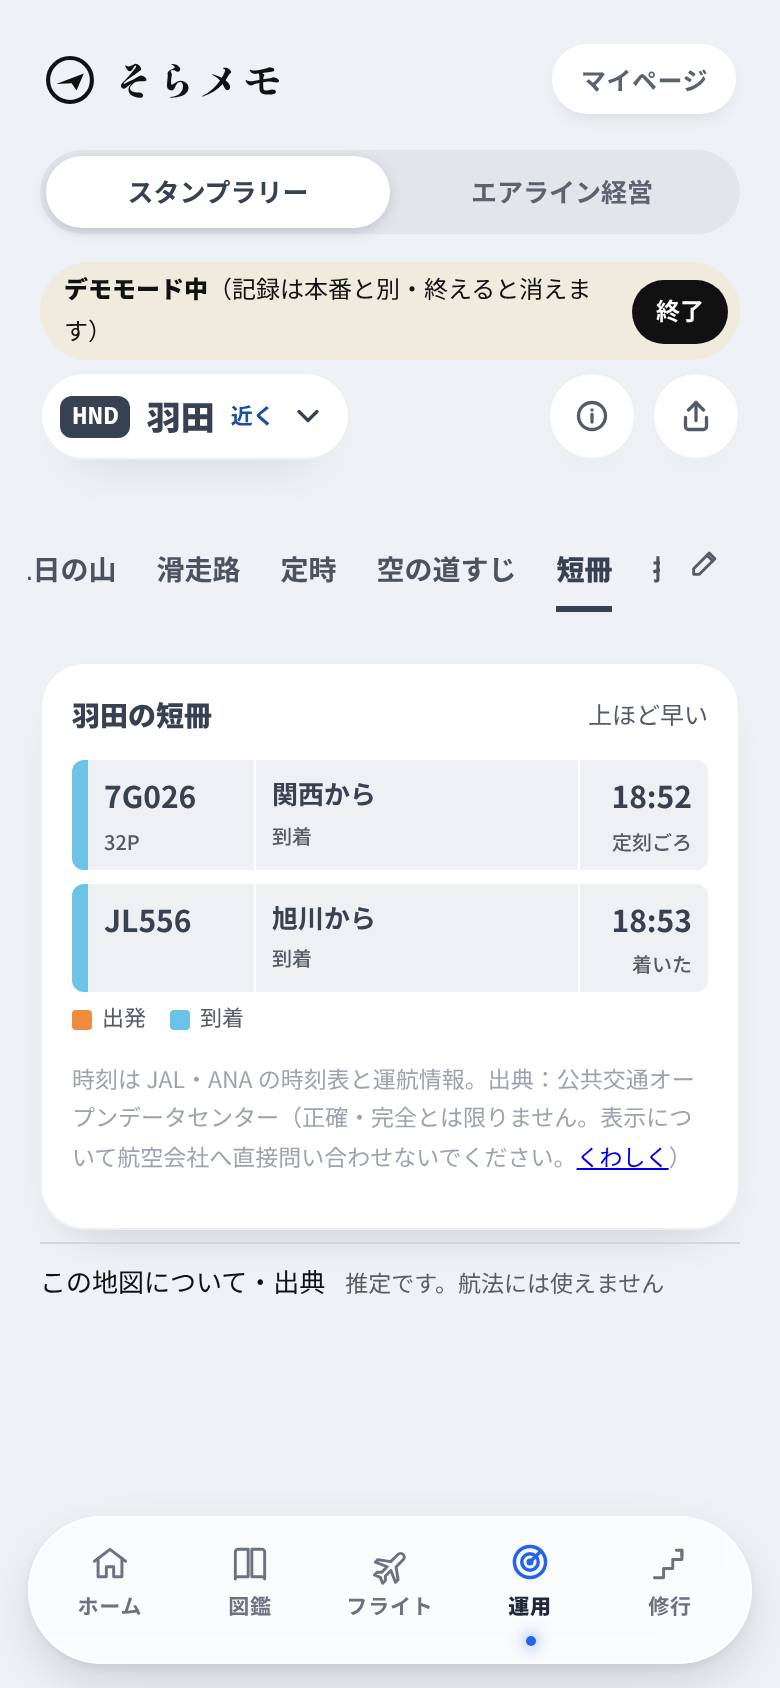 そらメモ
マイページ
スタンプラリー
エアライン経営
デモモード中（記録は本番と別・終えると消えま
す）
終了
HND 羽田 近く
日の山 滑走路 定時 空の道すじ 短冊
羽田の短冊
上ほど早い
7G026 関西から 18:52
32P 到着 定刻ごろ
JL556 旭川から 18:53
到着 着いた
出発 到着
時刻は JAL・ANA の時刻表と運航情報。出典：公共交通オー
プンデータセンター（正確・完全とは限りません。表示につ
いて航空会社へ直接問い合わせないでください。くわしく）
この地図について・出典 推定です。航法には使えません
ホーム 図鑑 フライト 運用 修行